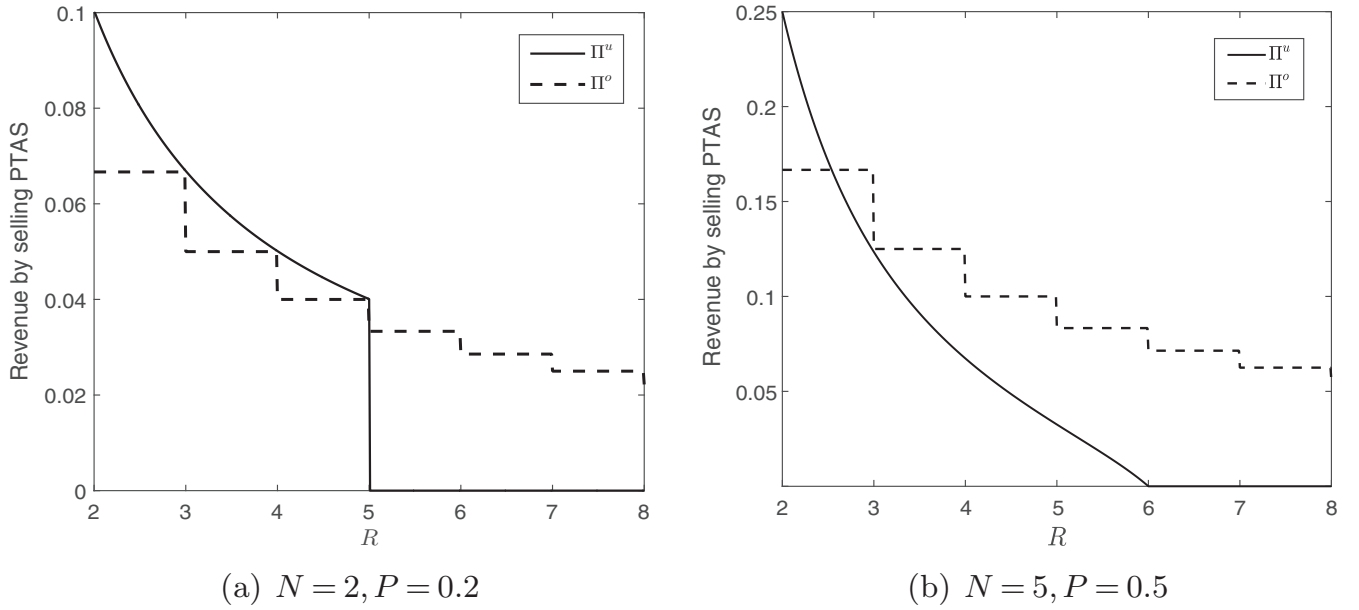 0.1
0.08
0.06
0.04
0.02
0
2 3 4 5 6 7 8
Revenue by selling PTAS
R
Π^u
Π^o
(a) N = 2, P = 0.2
0.25
0.2
0.15
0.1
0.05
2 3 4 5 6 7 8
Revenue by selling PTAS
R
Π^u
Π^o
(b) N = 5, P = 0.5